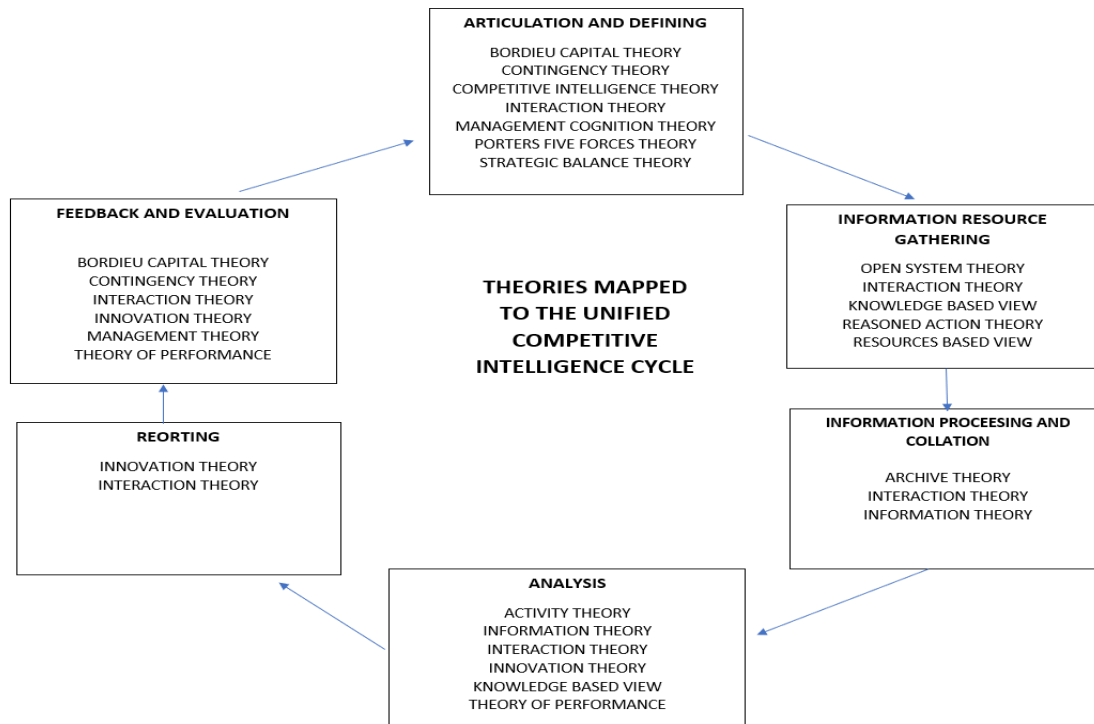 ARTICULATION AND DEFINING
BORDIEU CAPITAL THEORY
CONTINGENCY THEORY
COMPETITIVE INTELLIGENCE THEORY
INTERACTION THEORY
MANAGEMENT COGNITION THEORY
PORTERS FIVE FORCES THEORY
STRATEGIC BALANCE THEORY
INFORMATION RESOURCE
GATHERING
OPEN SYSTEM THEORY
INTERACTION THEORY
KNOWLEDGE BASED VIEW
REASONED ACTION THEORY
RESOURCES BASED VIEW
INFORMATION PROCEESING AND
COLLATION
ARCHIVE THEORY
INTERACTION THEORY
INFORMATION THEORY
ANALYSIS
ACTIVITY THEORY
INFORMATION THEORY
INTERACTION THEORY
INNOVATION THEORY
KNOWLEDGE BASED VIEW
THEORY OF PERFORMANCE
REORTING
INNOVATION THEORY
INTERACTION THEORY
FEEDBACK AND EVALUATION
BORDIEU CAPITAL THEORY
CONTINGENCY THEORY
INTERACTION THEORY
INNOVATION THEORY
MANAGEMENT THEORY
THEORY OF PERFORMANCE
THEORIES MAPPED
TO THE UNIFIED
COMPETITIVE
INTELLIGENCE CYCLE